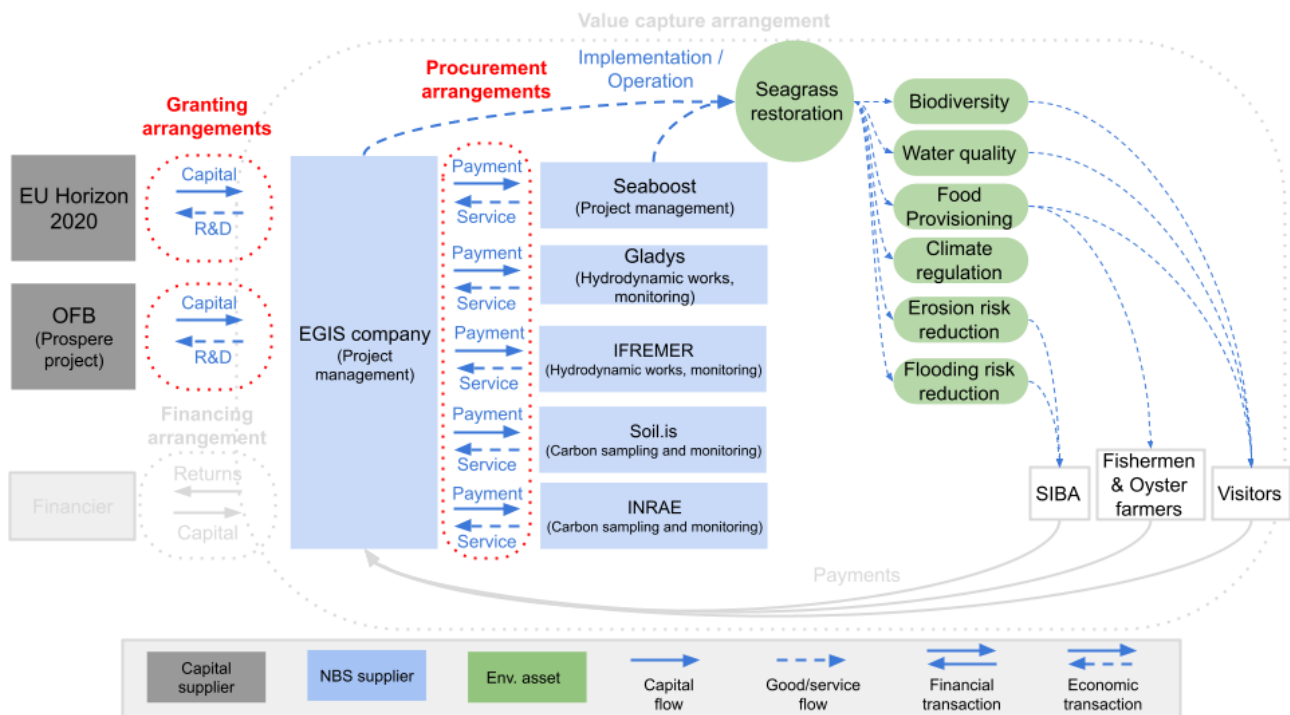 Value capture arrangement
Granting
arrangements
Procurement
arrangements
Implementation /
Operation
Seagrass
restoration
EU Horizon
2020
Capital
R&D
OFB
(Prospere
project)
Capital
R&D
Financing
arrangement
Financier
Returns
Capital
EGIS company
(Project
management)
Payment
Service
Payment
Service
Payment
Service
Payment
Service
Payment
Service
Seaboost
(Project management)
Gladys
(Hydrodynamic works,
monitoring)
IFREMER
(Hydrodynamic works, monitoring)
Soil.is
(Carbon sampling and monitoring)
INRAE
(Carbon sampling and monitoring)
Biodiversity
Water quality
Food
Provisioning
Climate
regulation
Erosion risk
reduction
Flooding risk
reduction
SIBA
Fishermen
& Oyster
farmers
Visitors
Payments
Capital
supplier
NBS supplier
Env. asset
Capital
flow
Good/service
flow
Financial
transaction
Economic
transaction